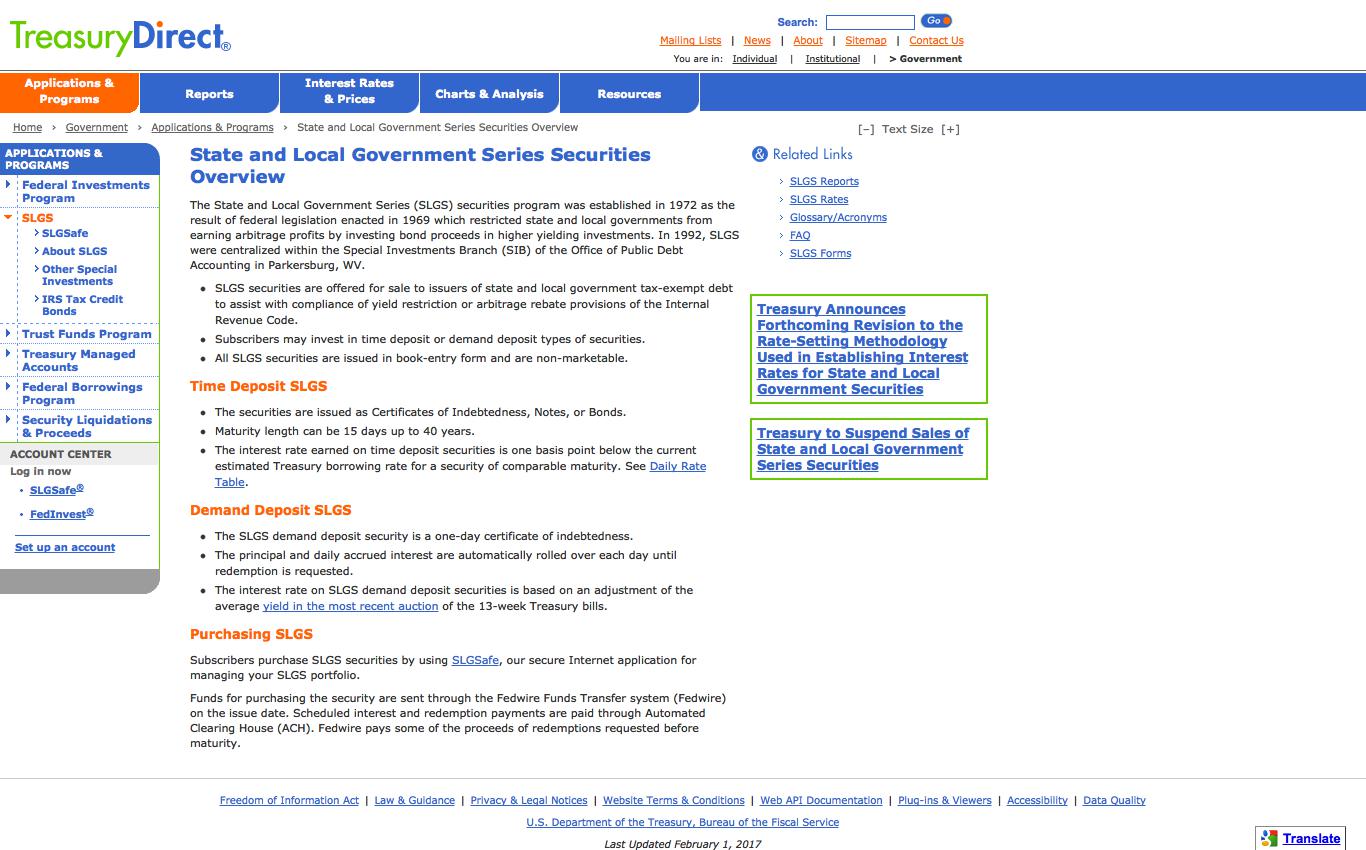 TreasuryDirect®
Search:
Go
Mailing Lists | News | About | Sitemap | Contact Us
You are in: Individual | Institutional | > Government
Applications &
Programs
Reports
Interest Rates
& Prices
Charts & Analysis
Resources
Home › Government › Applications & Programs › State and Local Government Series Securities Overview
[–] Text Size [+]
APPLICATIONS &
PROGRAMS
Federal Investments
Program
SLGS
SLGSafe
About SLGS
Other Special
Investments
IRS Tax Credit
Bonds
Trust Funds Program
Treasury Managed
Accounts
Federal Borrowings
Program
Security Liquidations
& Proceeds
ACCOUNT CENTER
Log in now
• SLGSafe®
• FedInvest®
Set up an account
State and Local Government Series Securities
Overview
The State and Local Government Series (SLGS) securities program was established in 1972 as the
result of federal legislation enacted in 1969 which restricted state and local governments from
earning arbitrage profits by investing bond proceeds in higher yielding investments. In 1992, SLGS
were centralized within the Special Investments Branch (SIB) of the Office of Public Debt
Accounting in Parkersburg, WV.
• SLGS securities are offered for sale to issuers of state and local government tax-exempt debt
to assist with compliance of yield restriction or arbitrage rebate provisions of the Internal
Revenue Code.
• Subscribers may invest in time deposit or demand deposit types of securities.
• All SLGS securities are issued in book-entry form and are non-marketable.
Time Deposit SLGS
• The securities are issued as Certificates of Indebtedness, Notes, or Bonds.
• Maturity length can be 15 days up to 40 years.
• The interest rate earned on time deposit securities is one basis point below the current
estimated Treasury borrowing rate for a security of comparable maturity. See Daily Rate
Table.
Demand Deposit SLGS
• The SLGS demand deposit security is a one-day certificate of indebtedness.
• The principal and daily accrued interest are automatically rolled over each day until
redemption is requested.
• The interest rate on SLGS demand deposit securities is based on an adjustment of the
average yield in the most recent auction of the 13-week Treasury bills.
Purchasing SLGS
Subscribers purchase SLGS securities by using SLGSafe, our secure Internet application for
managing your SLGS portfolio.
Funds for purchasing the security are sent through the Fedwire Funds Transfer system (Fedwire)
on the issue date. Scheduled interest and redemption payments are paid through Automated
Clearing House (ACH). Fedwire pays some of the proceeds of redemptions requested before
maturity.
& Related Links
› SLGS Reports
› SLGS Rates
› Glossary/Acronyms
› FAQ
› SLGS Forms
Treasury Announces
Forthcoming Revision to the
Rate-Setting Methodology
Used in Establishing Interest
Rates for State and Local
Government Securities
Treasury to Suspend Sales of
State and Local Government
Series Securities
Freedom of Information Act | Law & Guidance | Privacy & Legal Notices | Website Terms & Conditions | Web API Documentation | Plug-ins & Viewers | Accessibility | Data Quality
U.S. Department of the Treasury, Bureau of the Fiscal Service
Last Updated February 1, 2017
Translate